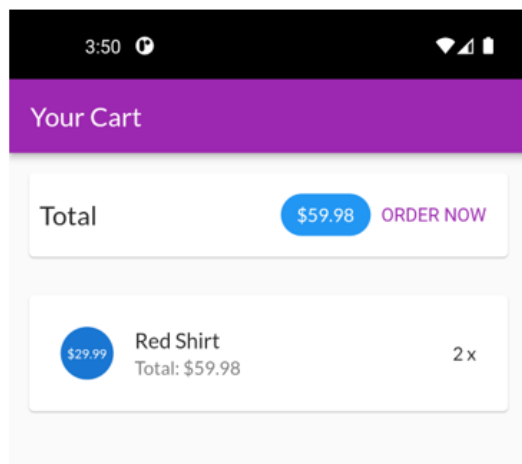 3:50
Your Cart
Total $59.98 ORDER NOW
$29.99 Red Shirt 2 x
Total: $59.98